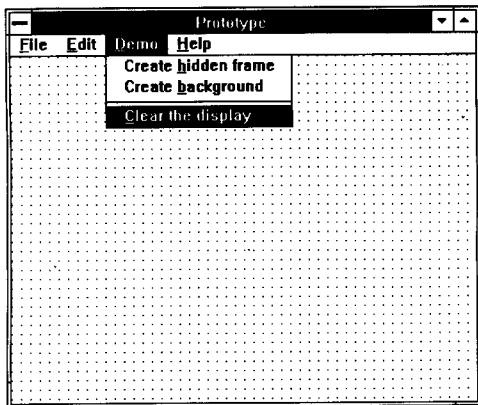 Prototype
File Edit Demo Help
Create hidden frame
Create background
Clear the display